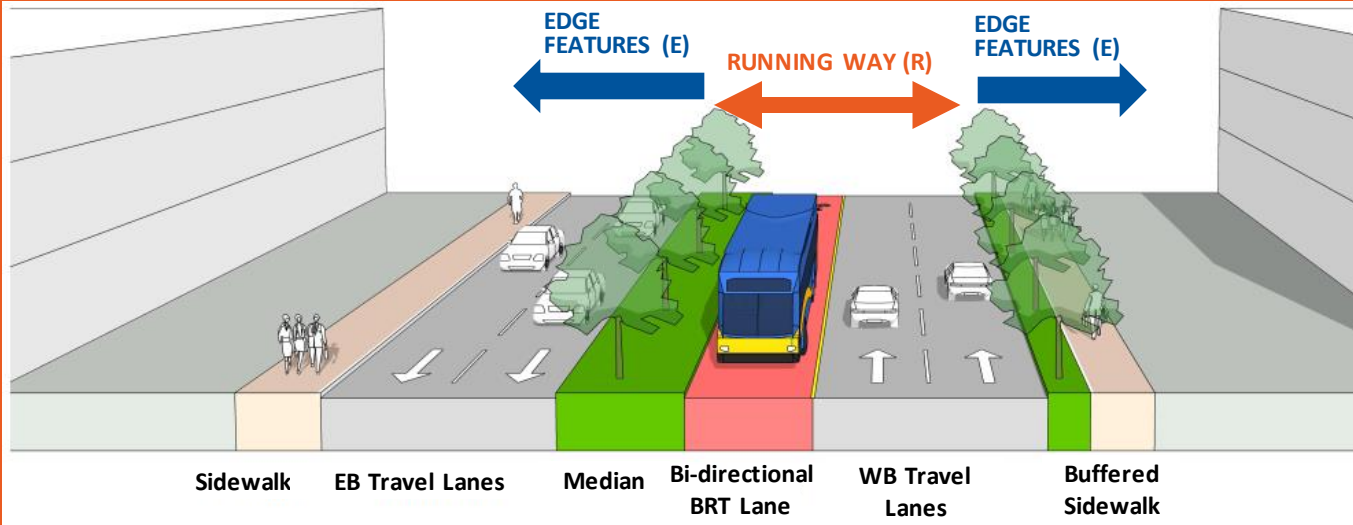 EDGE
FEATURES (E)
RUNNING WAY (R)
EDGE
FEATURES (E)
Sidewalk
EB Travel Lanes
Median
Bi-directional
BRT Lane
WB Travel
Lanes
Buffered
Sidewalk